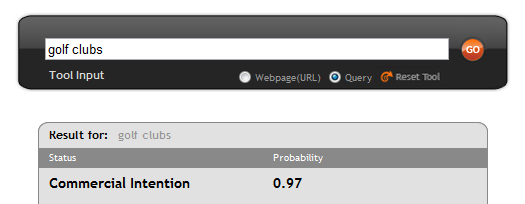 golf clubs GO
Tool Input Webpage(URL) Query Reset Tool
Result for: golf clubs
Status Probability
Commercial Intention 0.97